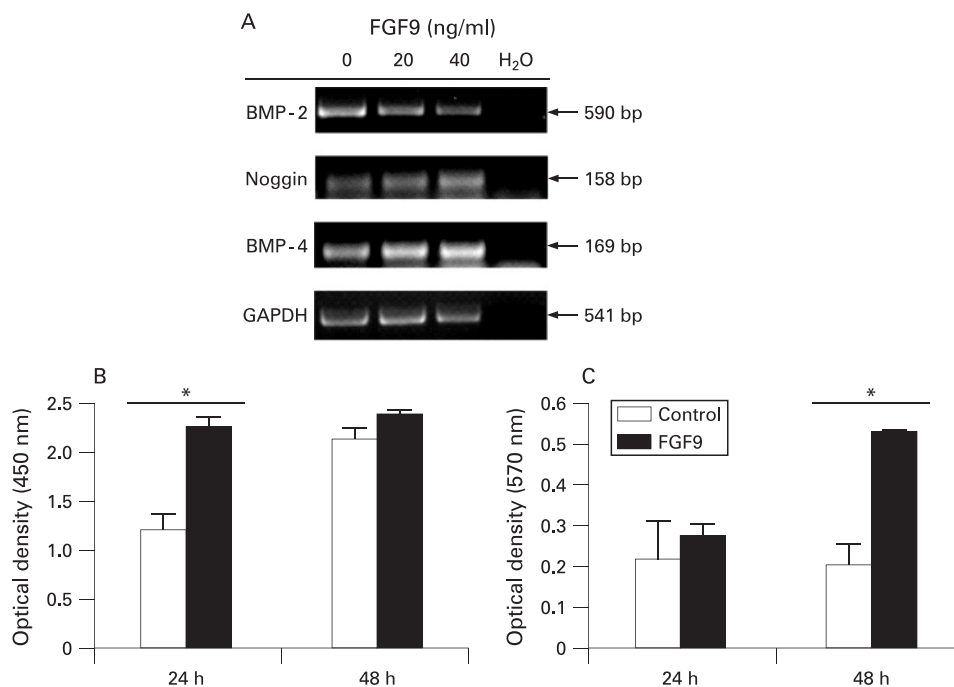 A
FGF9 (ng/ml)
0 20 40 H₂O
BMP-2 590 bp
Noggin 158 bp
BMP-4 169 bp
GAPDH 541 bp
B
*
Optical density (450 nm)
2.5
2.0
1.5
1.0
0.5
0
24 h 48 h
C
*
Optical density (570 nm)
0.6
0.5
0.4
0.3
0.2
0.1
0
Control
FGF9
24 h 48 h